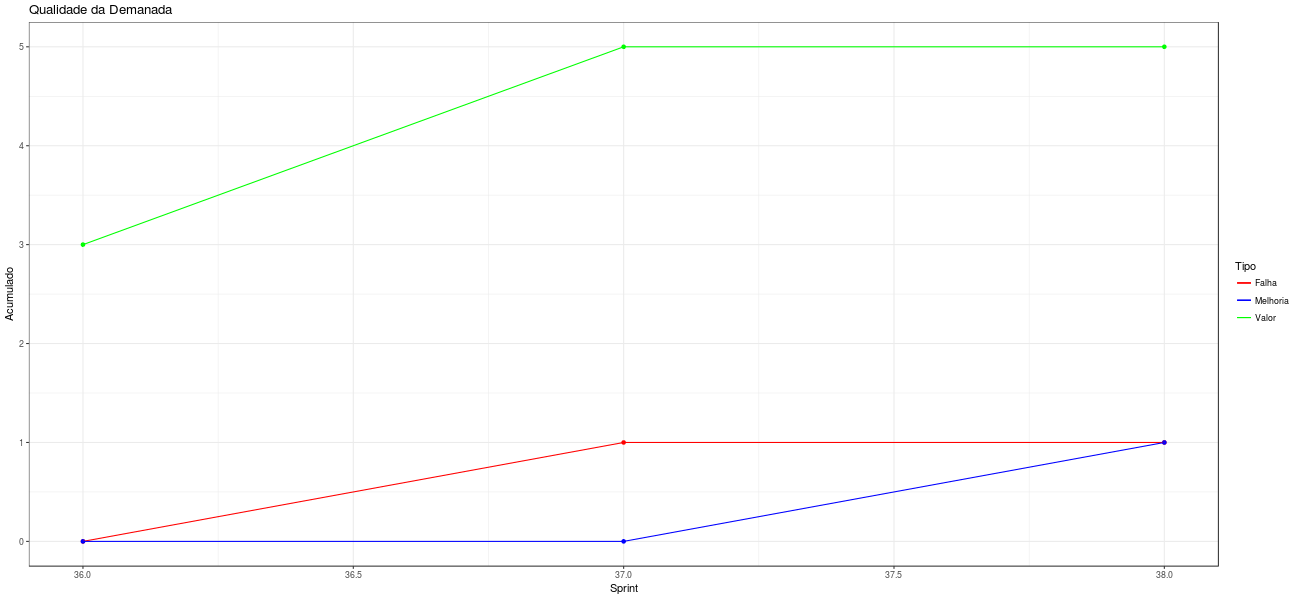 Qualidade da Demanada
5
4
3
2
1
0
Acumulado
36.0
36.5
37.0
37.5
38.0
Sprint
Tipo
Falha
Melhoria
Valor